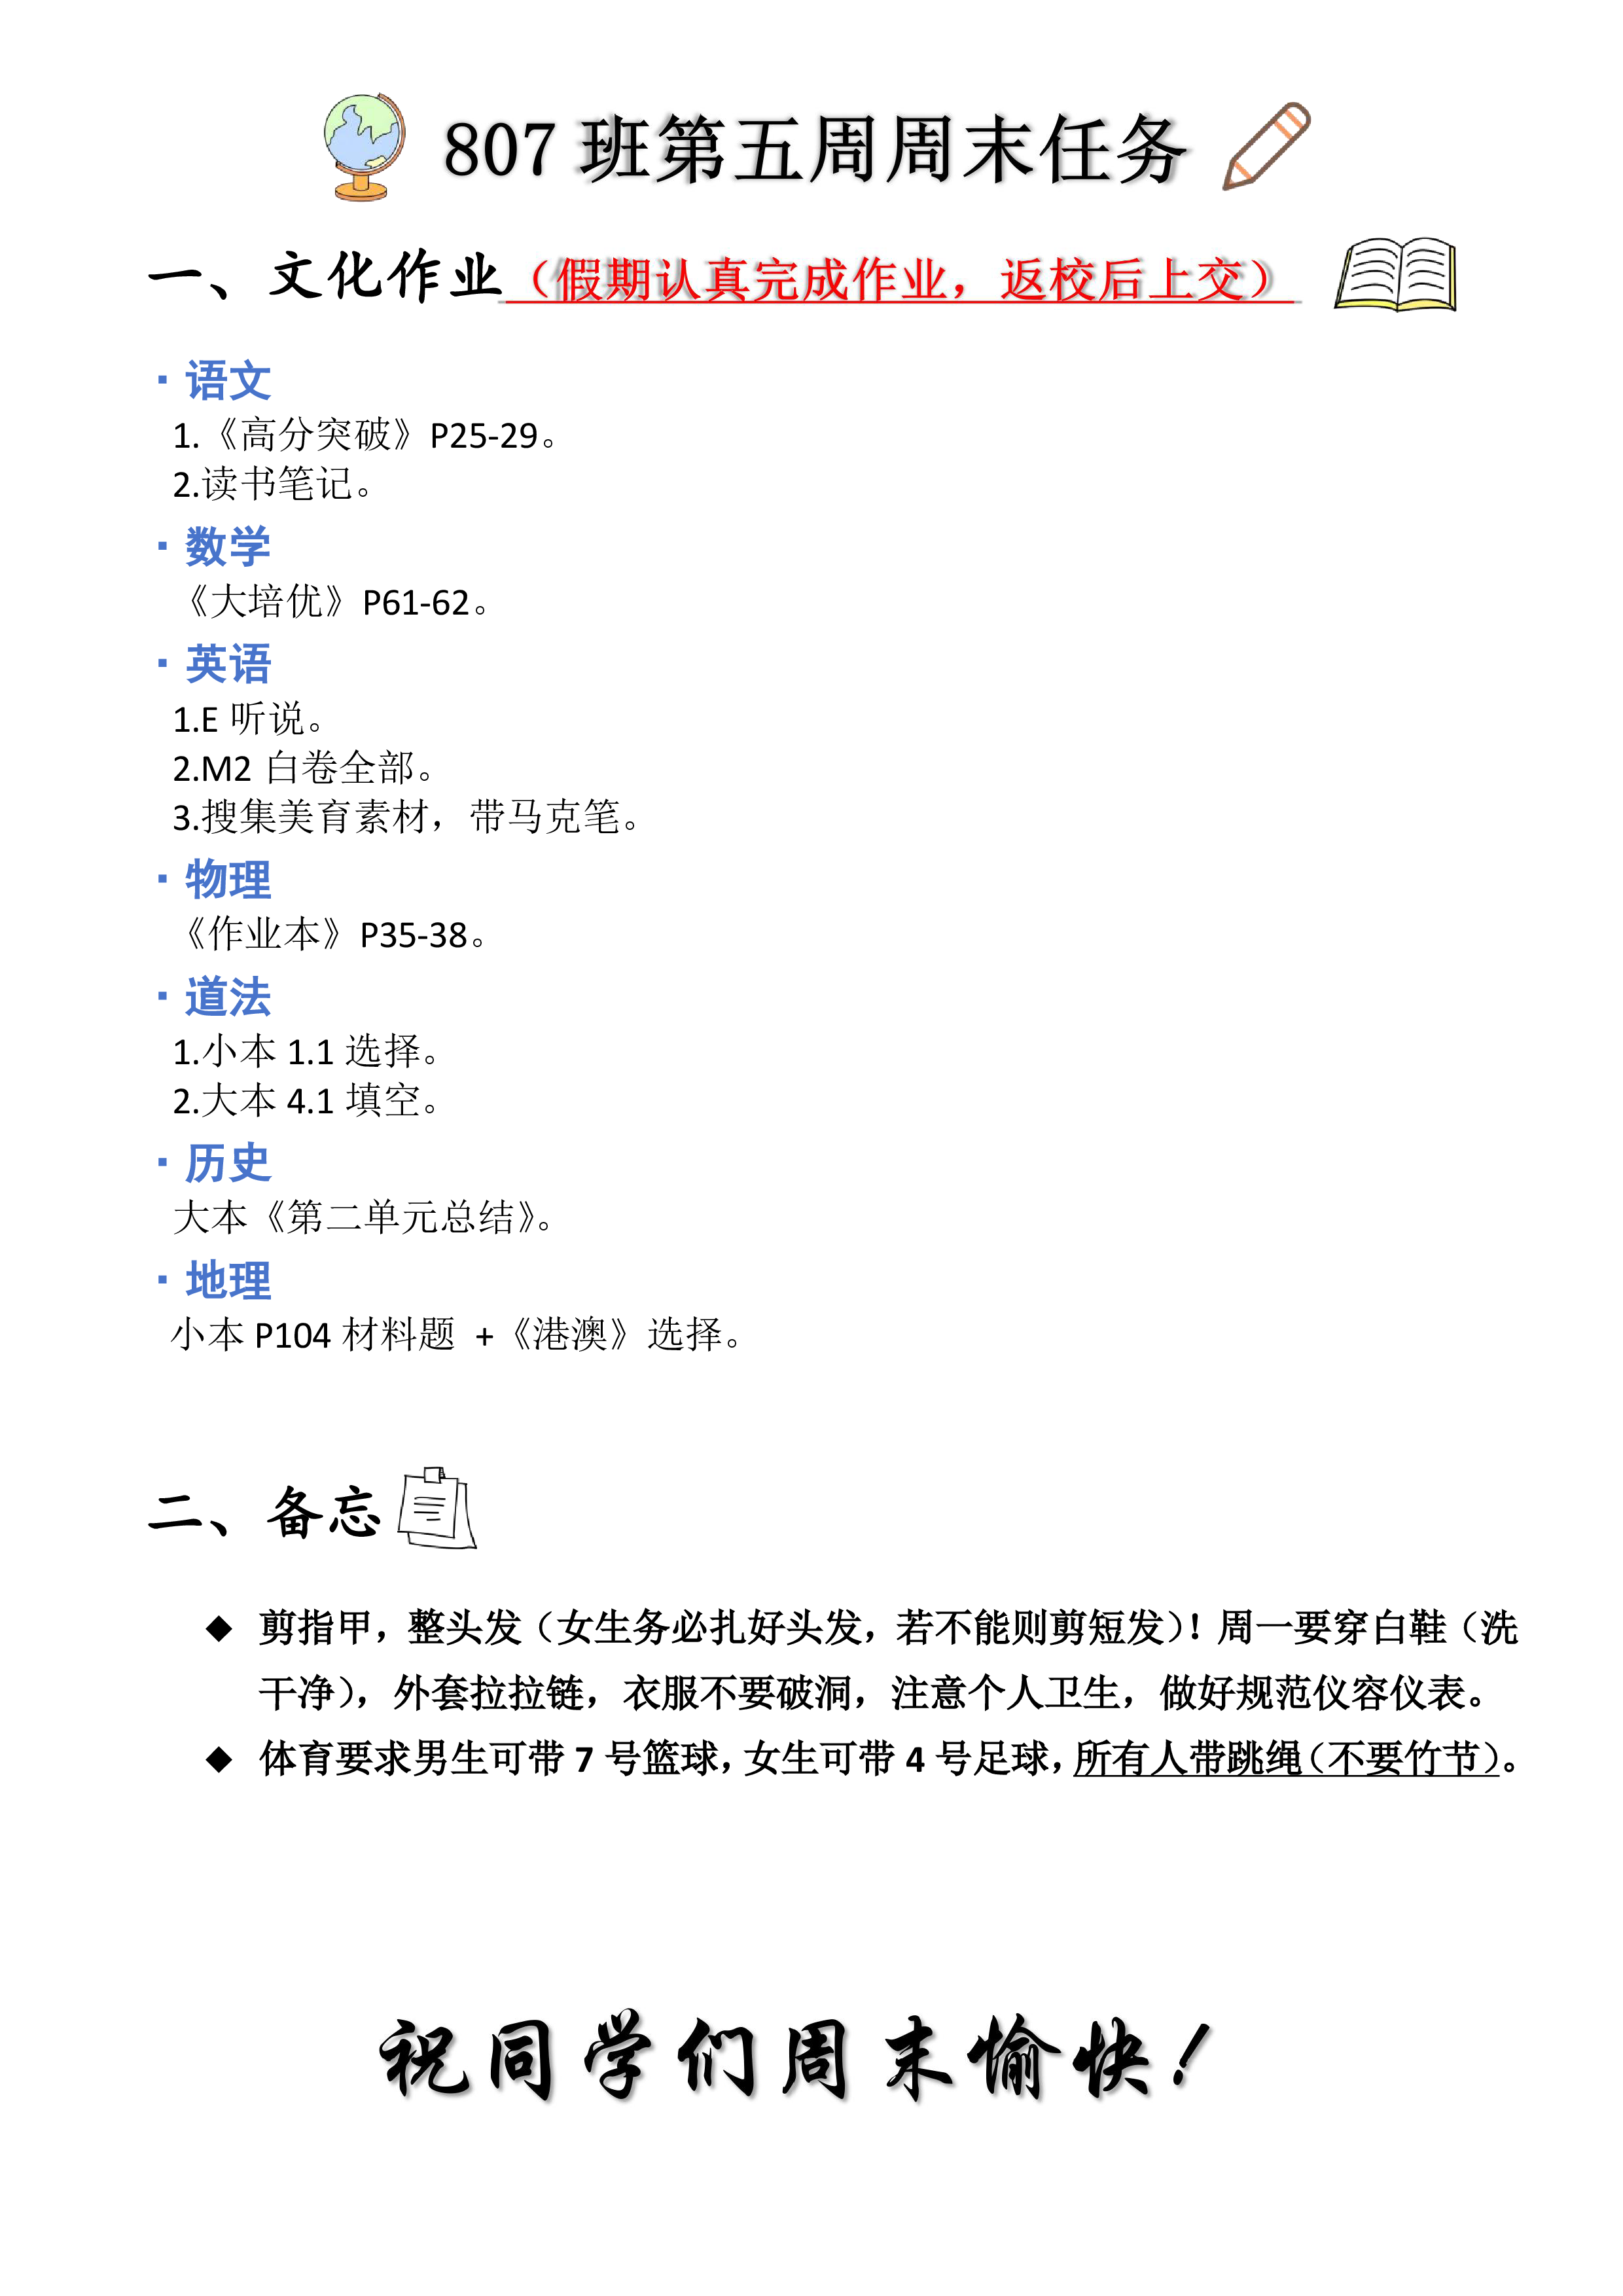 807 班第五周周末任务
一、文化作业（假期认真完成作业，返校后上交）
· 语文
1.《高分突破》P25-29。
2.读书笔记。
· 数学
《大培优》P61-62。
· 英语
1.E 听说。
2.M2 白卷全部。
3.搜集美育素材，带马克笔。
· 物理
《作业本》P35-38。
· 道法
1.小本 1.1 选择。
2.大本 4.1 填空。
· 历史
大本《第二单元总结》。
· 地理
小本 P104 材料题 +《港澳》选择。
二、备忘
◆ 剪指甲，整头发（女生务必扎好头发，若不能则剪短发）！周一要穿白鞋（洗
干净），外套拉拉链，衣服不要破洞，注意个人卫生，做好规范仪容仪表。
◆ 体育要求男生可带 7 号篮球，女生可带 4 号足球，所有人带跳绳（不要竹节）。
祝同学们周末愉快！